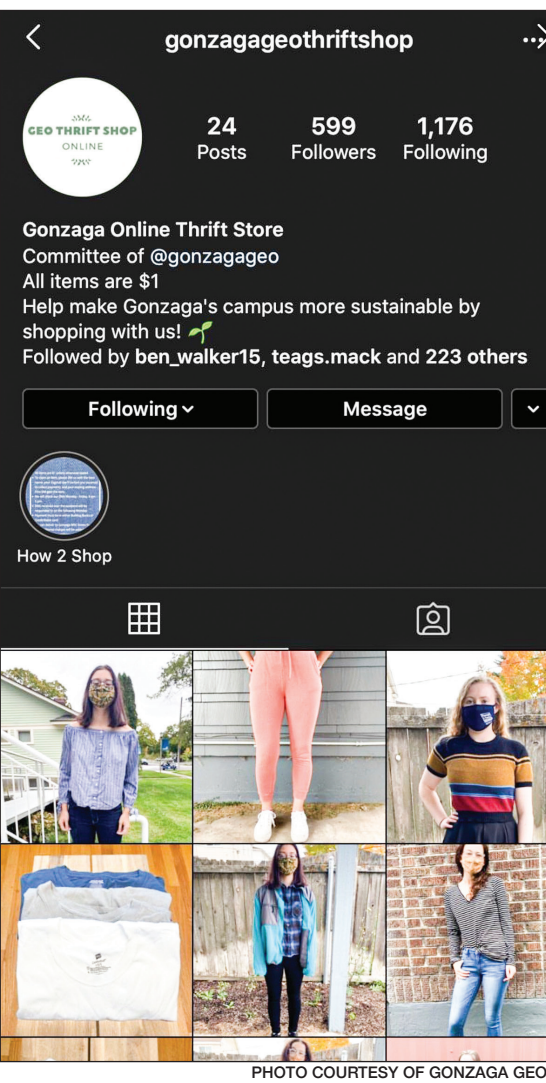 gonzagageothriftshop
GEO THRIFT SHOP
ONLINE
24
Posts
599
Followers
1,176
Following
Gonzaga Online Thrift Store
Committee of @gonzagageo
All items are $1
Help make Gonzaga's campus more sustainable by
shopping with us! 🌱
Followed by ben_walker15, teags.mack and 223 others
Following
Message
How 2 Shop
PHOTO COURTESY OF GONZAGA GEO